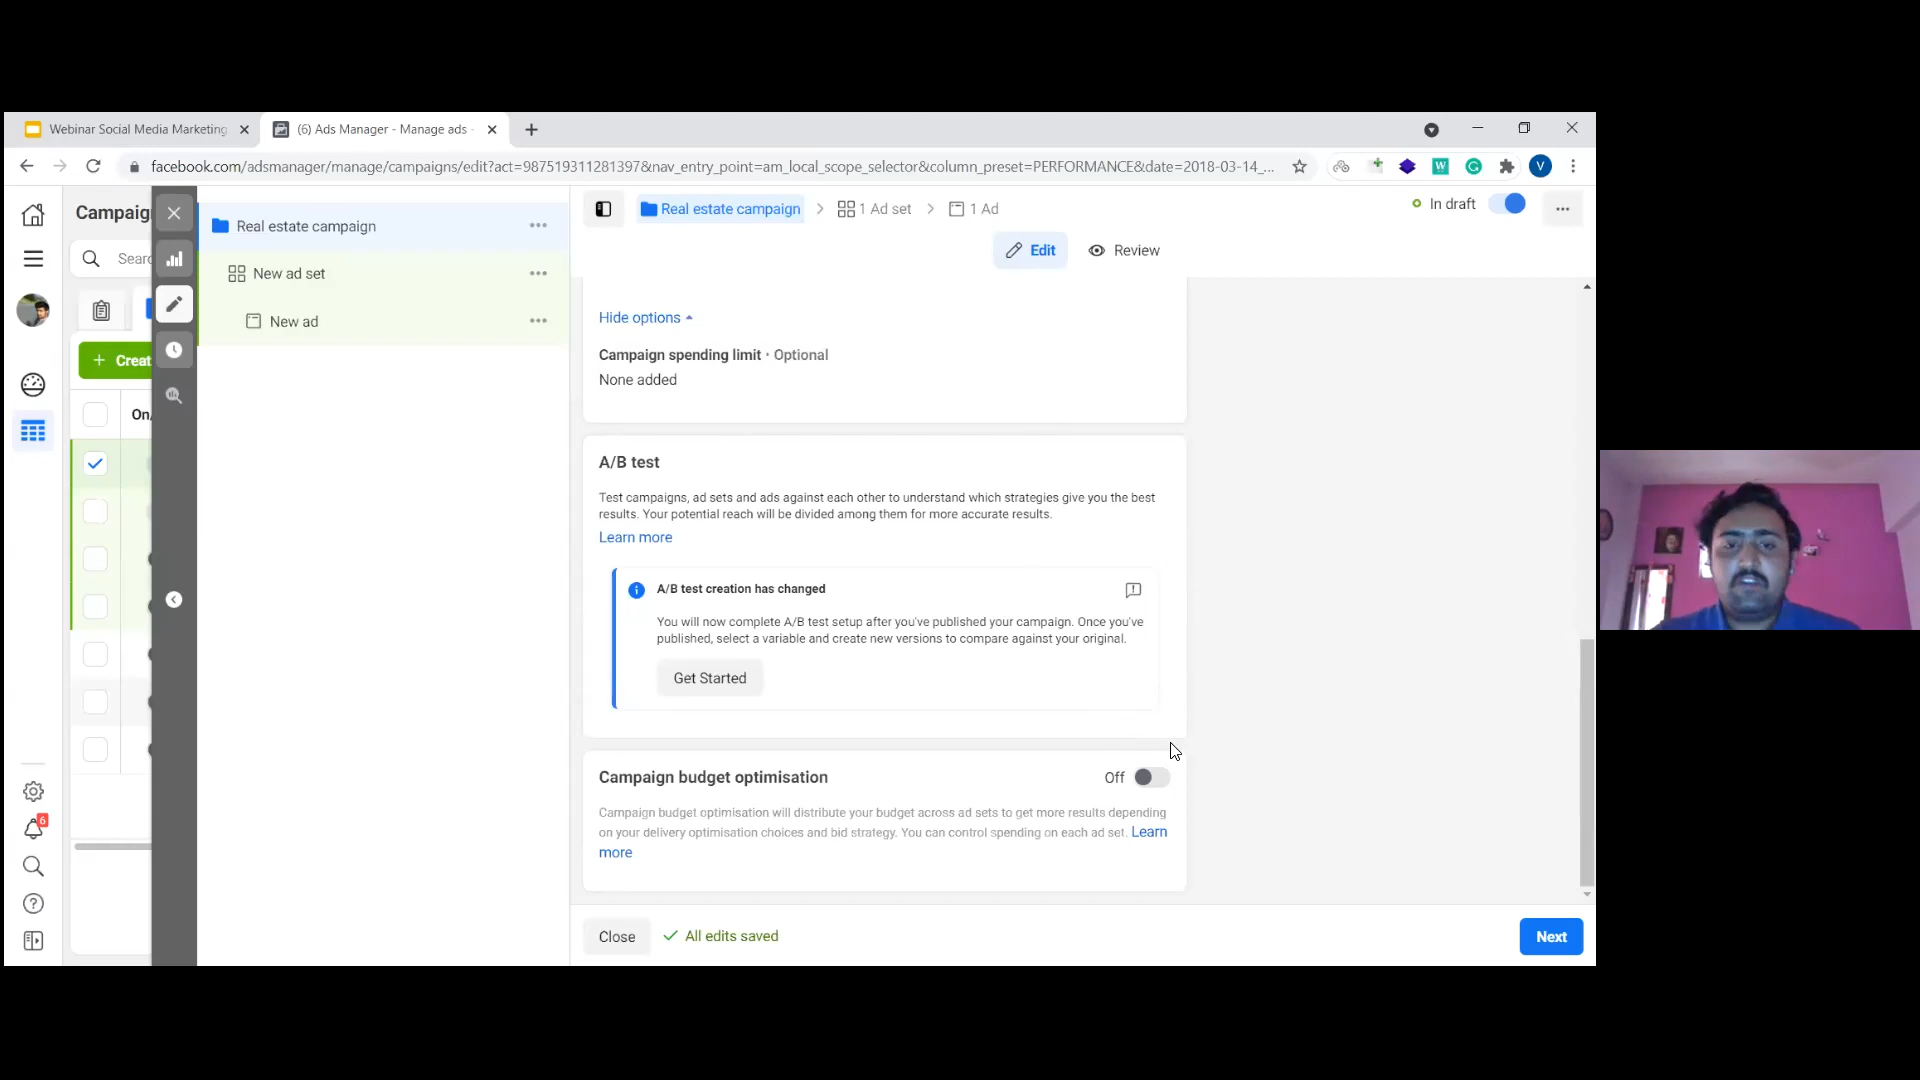 Webinar Social Media Marketing
(6) Ads Manager - Manage ads -
facebook.com/adsmanager/manage/campaigns/edit?act=987519311281397&nav_entry_point=am_local_scope_selector&column_preset=PERFORMANCE&date=2018-03-14_...
W
V
Campaig
Real estate campaign
Real estate campaign
1 Ad set
1 Ad
In draft
Edit
Review
Sear
New ad set
New ad
+ Creat
On/
Hide options
Campaign spending limit · Optional
None added
A/B test
Test campaigns, ad sets and ads against each other to understand which strategies give you the best
results. Your potential reach will be divided among them for more accurate results.
Learn more
A/B test creation has changed
You will now complete A/B test setup after you've published your campaign. Once you've
published, select a variable and create new versions to compare against your original.
Get Started
Campaign budget optimisation
Off
Campaign budget optimisation will distribute your budget across ad sets to get more results depending
on your delivery optimisation choices and bid strategy. You can control spending on each ad set. Learn
more
6
Close
All edits saved
Next